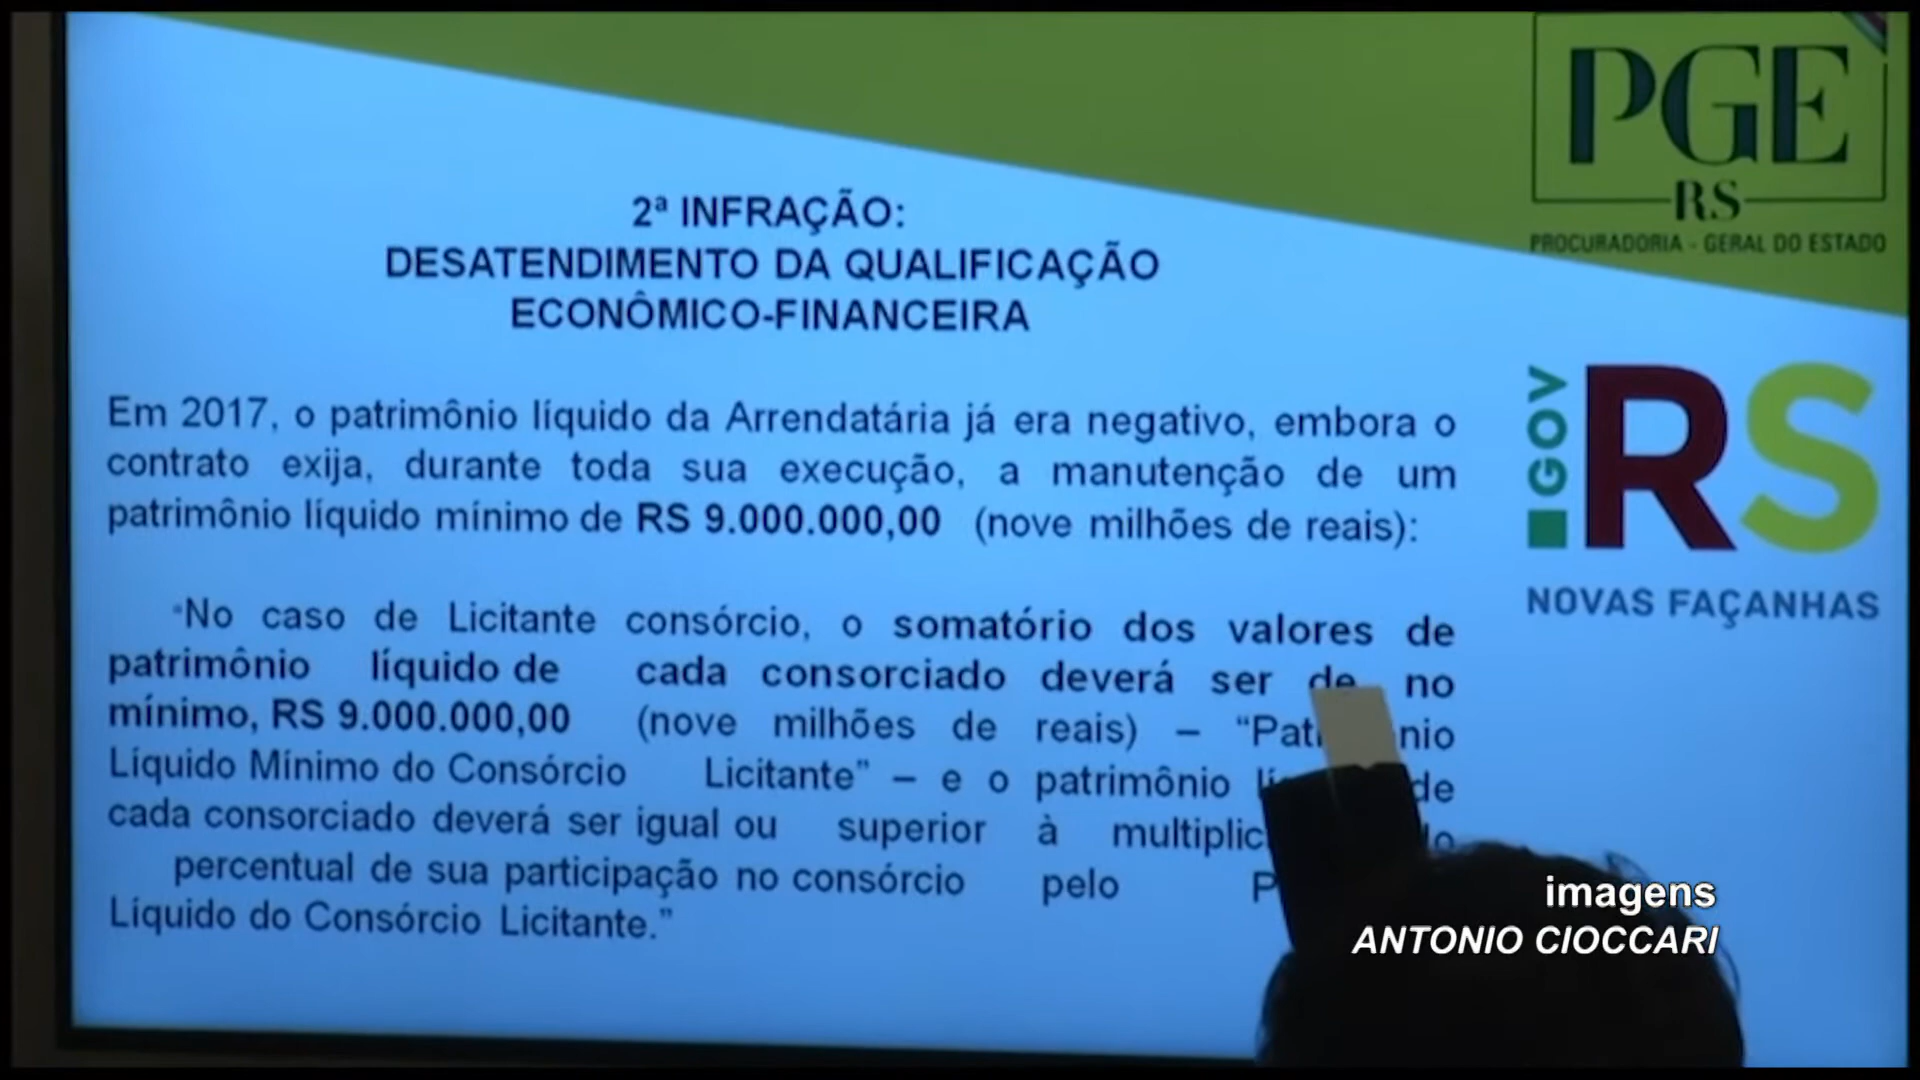 PGE
RS
PROCURADORIA - GERAL DO ESTADO
2ª INFRAÇÃO:
DESATENDIMENTO DA QUALIFICAÇÃO
ECONÔMICO-FINANCEIRA
GOV
RS
NOVAS FAÇANHAS
Em 2017, o patrimônio líquido da Arrendatária já era negativo, embora o
contrato exija, durante toda sua execução, a manutenção de um
patrimônio líquido mínimo de RS 9.000.000,00 (nove milhões de reais):
“No caso de Licitante consórcio, o somatório dos valores de
patrimônio líquido de cada consorciado deverá ser de no
mínimo, RS 9.000.000,00 (nove milhões de reais) – “
Líquido Mínimo do Consórcio Licitante” – e o patrimônio de
cada consorciado deverá ser igual ou superior à
percentual de sua participação no consórcio pelo
Líquido do Consórcio Licitante.”
imagens
ANTONIO CIOCCARI